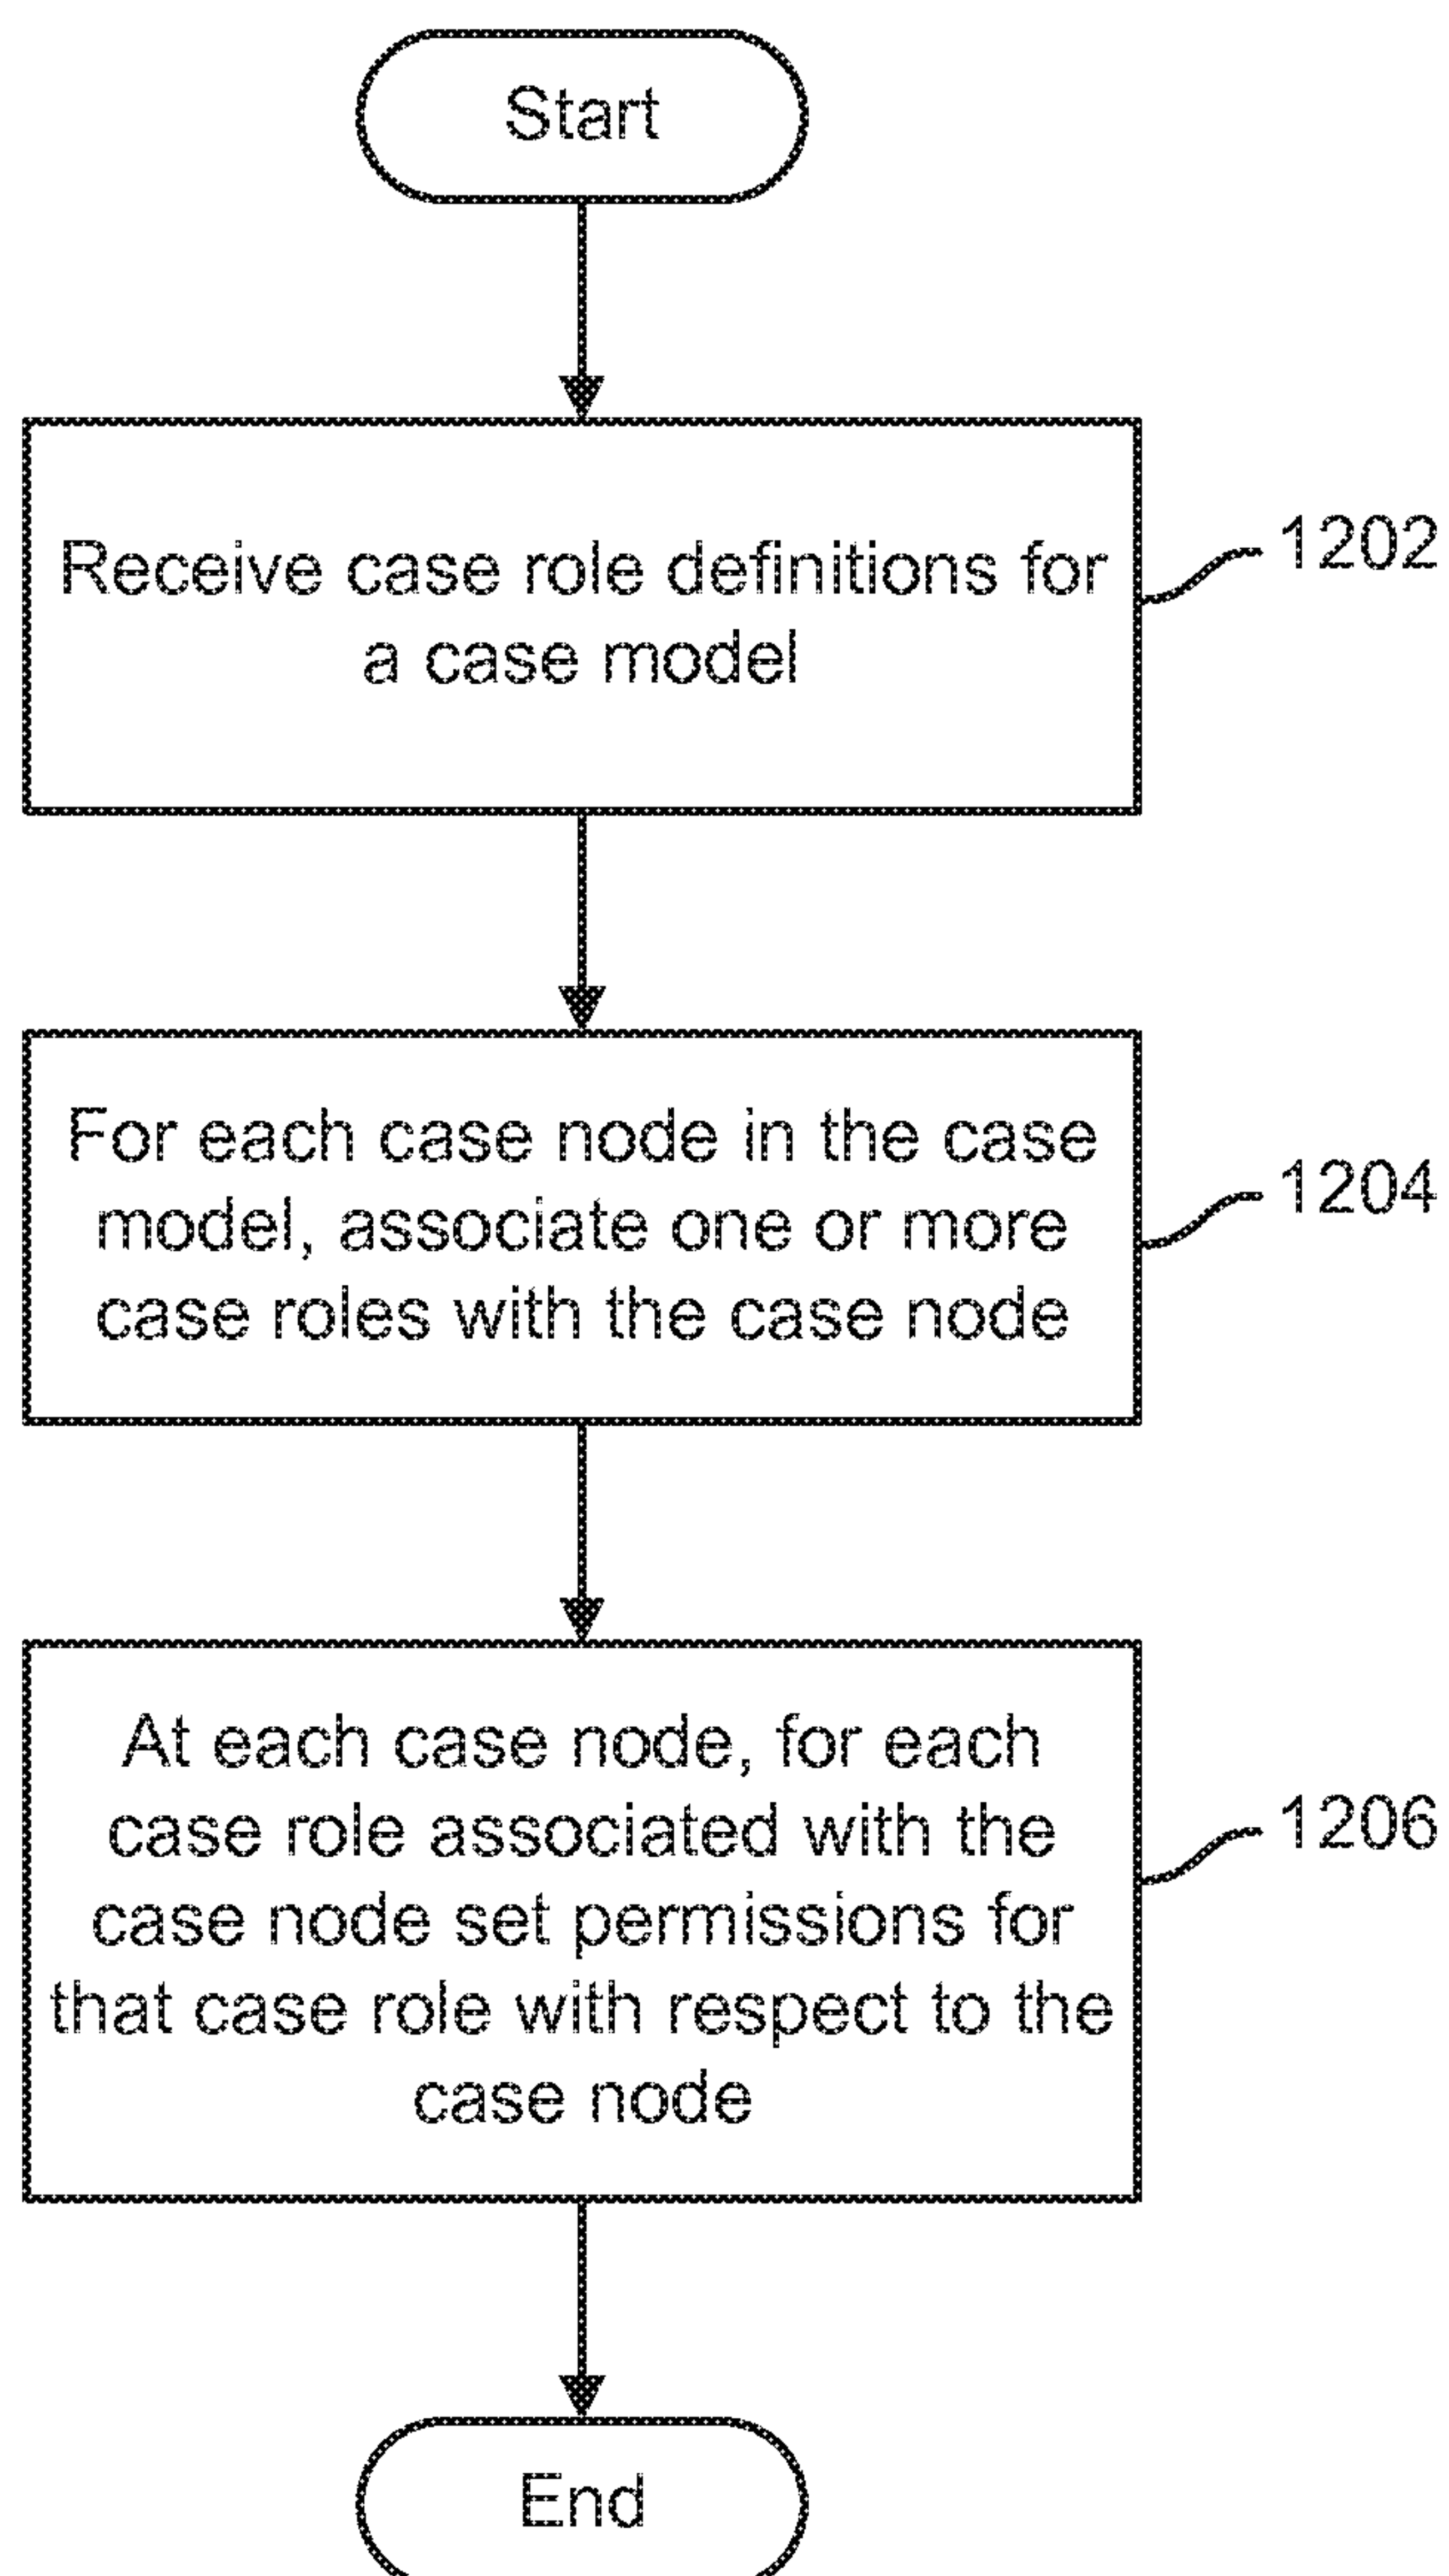 Start
Receive case role definitions for
a case model
1202
For each case node in the case
model, associate one or more
case roles with the case node
1204
At each case node, for each
case role associated with the
case node set permissions for
that case role with respect to the
case node
1206
End